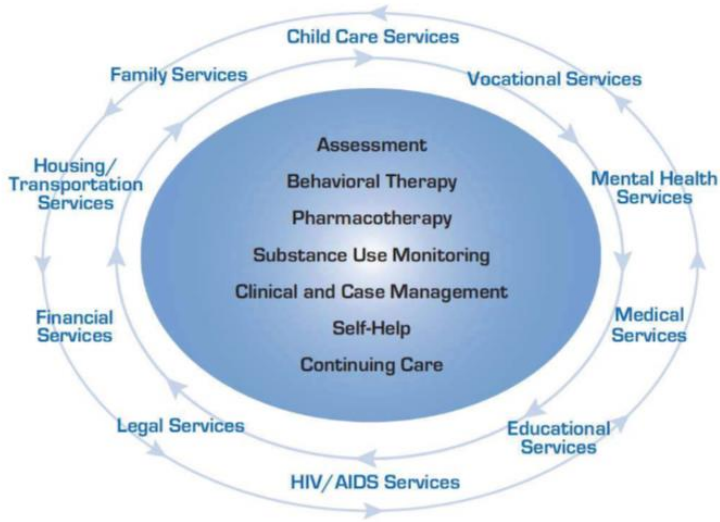 Child Care Services
Family Services
Vocational Services
Housing/
Transportation
Services
Mental Health
Services
Assessment
Behavioral Therapy
Pharmacotherapy
Substance Use Monitoring
Clinical and Case Management
Self-Help
Continuing Care
Financial
Services
Medical
Services
Legal Services
Educational
Services
HIV/AIDS Services